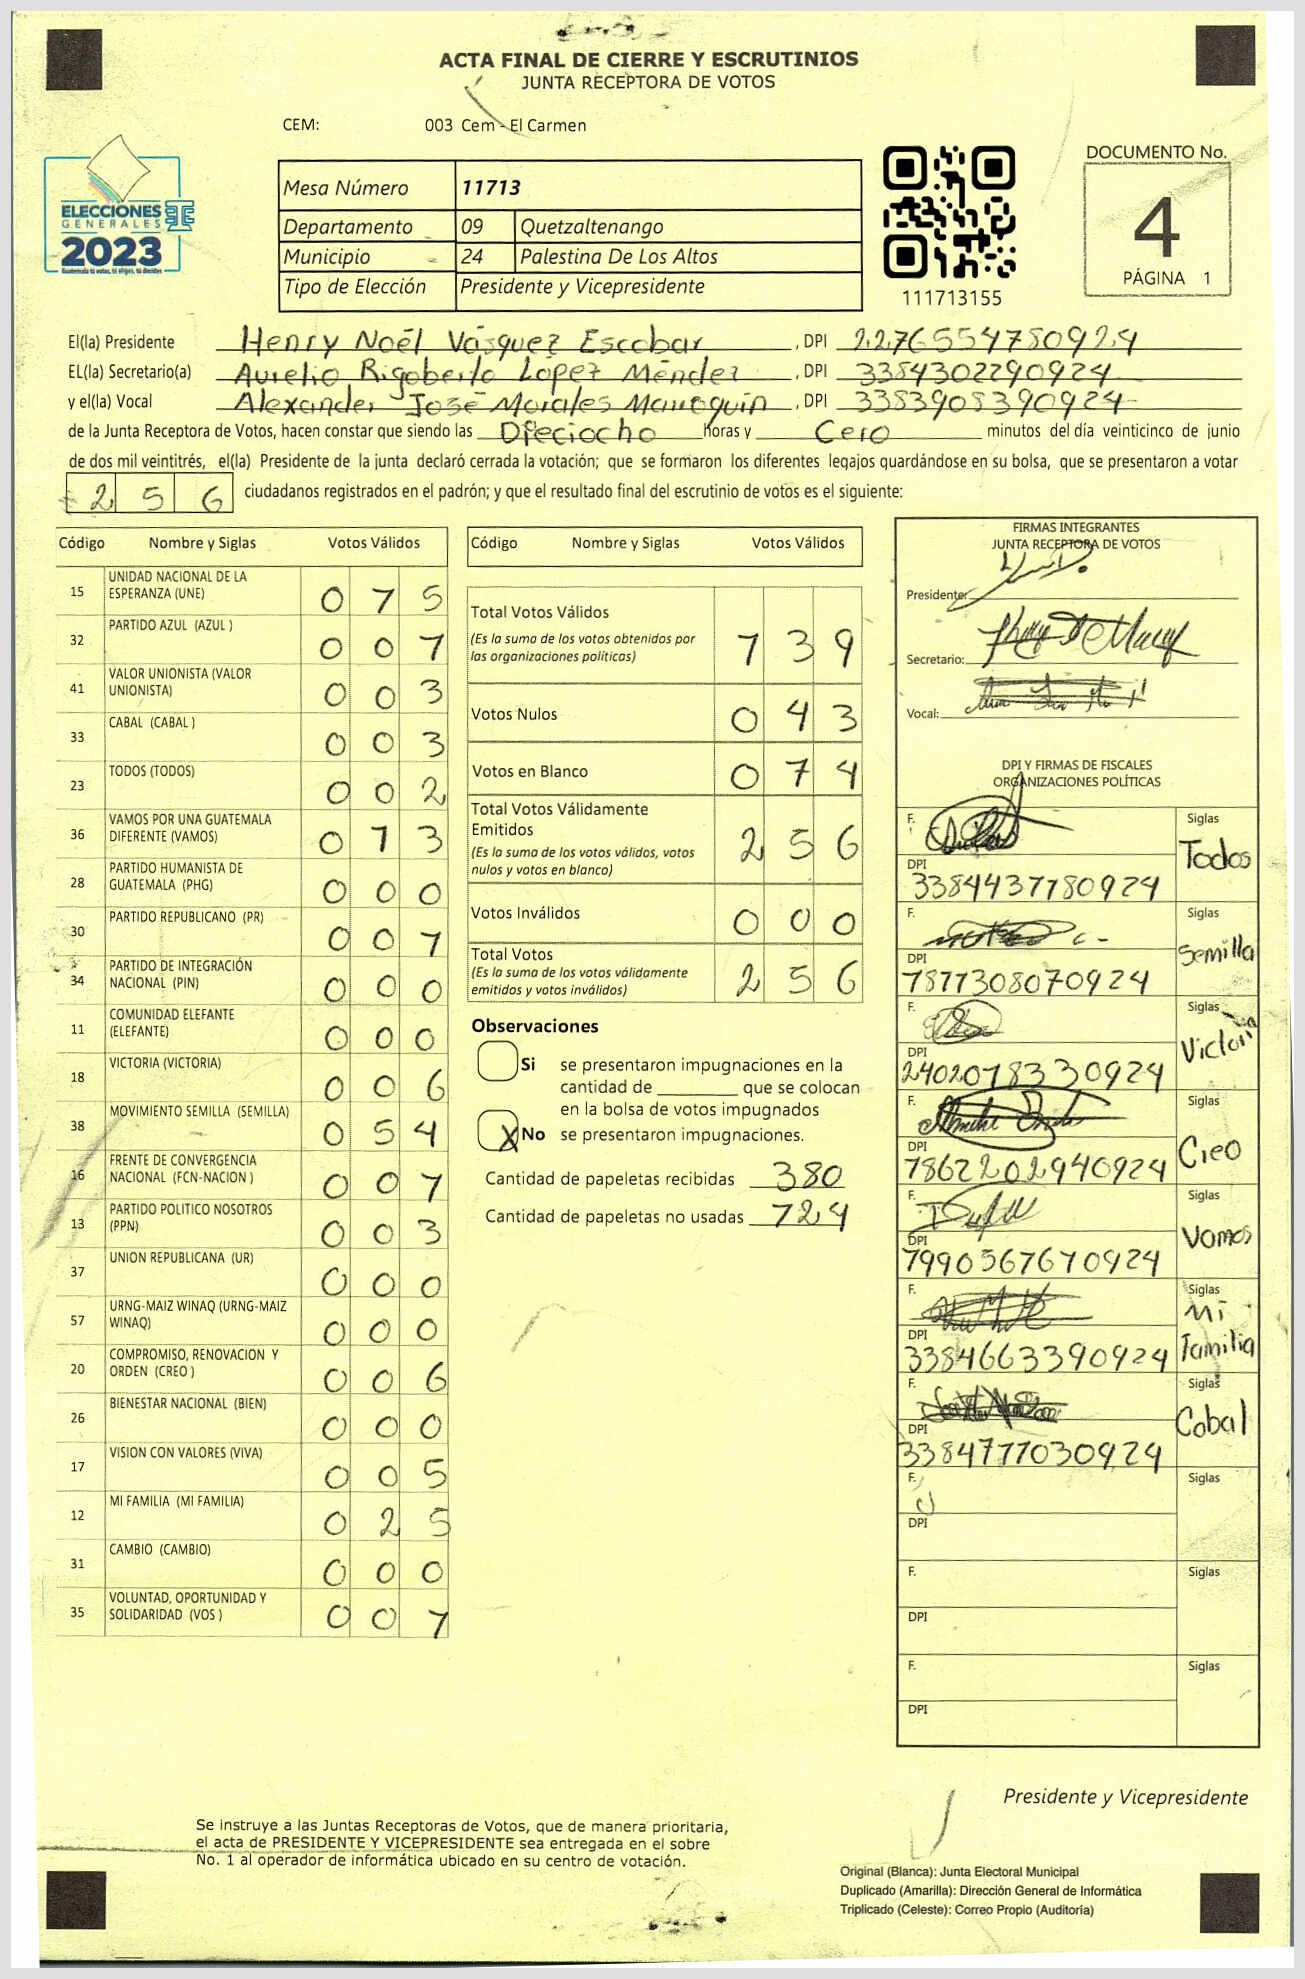 ACTA FINAL DE CIERRE Y ESCRUTINIOS
JUNTA RECEPTORA DE VOTOS
CEM: 003 Cem - El Carmen
DOCUMENTO No.
4
PÁGINA 1
ELECCIONES
GENERALES
2023
Guatemala tú votas, tú eliges, tú decides
Mesa Número 11713
Departamento 09 Quetzaltenango
Municipio 24 Palestina De Los Altos
Tipo de Elección Presidente y Vicepresidente
111713155
El(la) Presidente Henry Noél Vásquez Escobar, DPI 2276554780924
EL(la) Secretario(a) Aurelio Rigoberto López Méndez, DPI 3384302290924
y el(la) Vocal Alexander José Morales Marroquín, DPI 3383908390924
de la Junta Receptora de Votos, hacen constar que siendo las Dieciocho horas y Cero minutos del día veinticinco de junio
de dos mil veintitrés, el(la) Presidente de la junta declaró cerrada la votación; que se formaron los diferentes legajos quardándose en su bolsa, que se presentaron a votar
256 ciudadanos registrados en el padrón; y que el resultado final del escrutinio de votos es el siguiente:
Código Nombre y Siglas Votos Válidos
15 UNIDAD NACIONAL DE LA
ESPERANZA (UNE) 0 1 5
32 PARTIDO AZUL (AZUL ) 0 0 1
41 VALOR UNIONISTA (VALOR
UNIONISTA) 0 0 3
33 CABAL (CABAL ) 0 0 3
23 TODOS (TODOS) 0 0 2
36 VAMOS POR UNA GUATEMALA
DIFERENTE (VAMOS) 0 1 3
28 PARTIDO HUMANISTA DE
GUATEMALA (PHG) 0 0 0
30 PARTIDO REPUBLICANO (PR) 0 0 1
34 PARTIDO DE INTEGRACIÓN
NACIONAL (PIN) 0 0 0
11 COMUNIDAD ELEFANTE
(ELEFANTE) 0 0 0
18 VICTORIA (VICTORIA) 0 0 6
38 MOVIMIENTO SEMILLA (SEMILLA) 0 5 4
16 FRENTE DE CONVERGENCIA
NACIONAL (FCN-NACION ) 0 0 1
13 PARTIDO POLITICO NOSOTROS
(PPN) 0 0 3
37 UNION REPUBLICANA (UR) 0 0 0
57 URNG-MAIZ WINAQ (URNG-MAIZ
WINAQ) 0 0 0
20 COMPROMISO, RENOVACION Y
ORDEN (CREO ) 0 0 6
26 BIENESTAR NACIONAL (BIEN) 0 0 0
17 VISION CON VALORES (VIVA) 0 0 5
12 MI FAMILIA (MI FAMILIA) 0 2 5
31 CAMBIO (CAMBIO) 0 0 0
35 VOLUNTAD, OPORTUNIDAD Y
SOLIDARIDAD (VOS ) 0 0 1
Código Nombre y Siglas Votos Válidos
Total Votos Válidos
(Es la suma de los votos obtenidos por
las organizaciones políticas) 1 3 9
Votos Nulos 0 4 3
Votos en Blanco 0 7 4
Total Votos Válidamente
Emitidos
(Es la suma de los votos válidos, votos
nulos y votos en blanco) 2 5 6
Votos Inválidos 0 0 0
Total Votos
(Es la suma de los votos válidamente
emitidos y votos inválidos) 2 5 6
Observaciones
Si se presentaron impugnaciones en la
cantidad de ________ que se colocan
en la bolsa de votos impugnados
X No se presentaron impugnaciones.
Cantidad de papeletas recibidas 380
Cantidad de papeletas no usadas 124
FIRMAS INTEGRANTES
JUNTA RECEPTORA DE VOTOS
Presidente:
Secretario:
Vocal:
DPI Y FIRMAS DE FISCALES
ORGANIZACIONES POLÍTICAS
F. Siglas
Todos
DPI
3384437780924
F. Siglas
Semilla
DPI
1877308070924
F. Siglas
Victoria
DPI
2402078330924
F. Siglas
Creo
DPI
1862202940924
F. Siglas
Vamos
DPI
1990567670924
F. Siglas
Mi
familia
DPI
3384663390924
F. Siglas
Cabal
DPI
3384777030924
F. Siglas
DPI
F. Siglas
DPI
F. Siglas
DPI
Presidente y Vicepresidente
Se instruye a las Juntas Receptoras de Votos, que de manera prioritaria,
el acta de PRESIDENTE Y VICEPRESIDENTE sea entregada en el sobre
No. 1 al operador de informática ubicado en su centro de votación.
Original (Blanca): Junta Electoral Municipal
Duplicado (Amarilla): Dirección General de Informática
Triplicado (Celeste): Correo Propio (Auditoría)